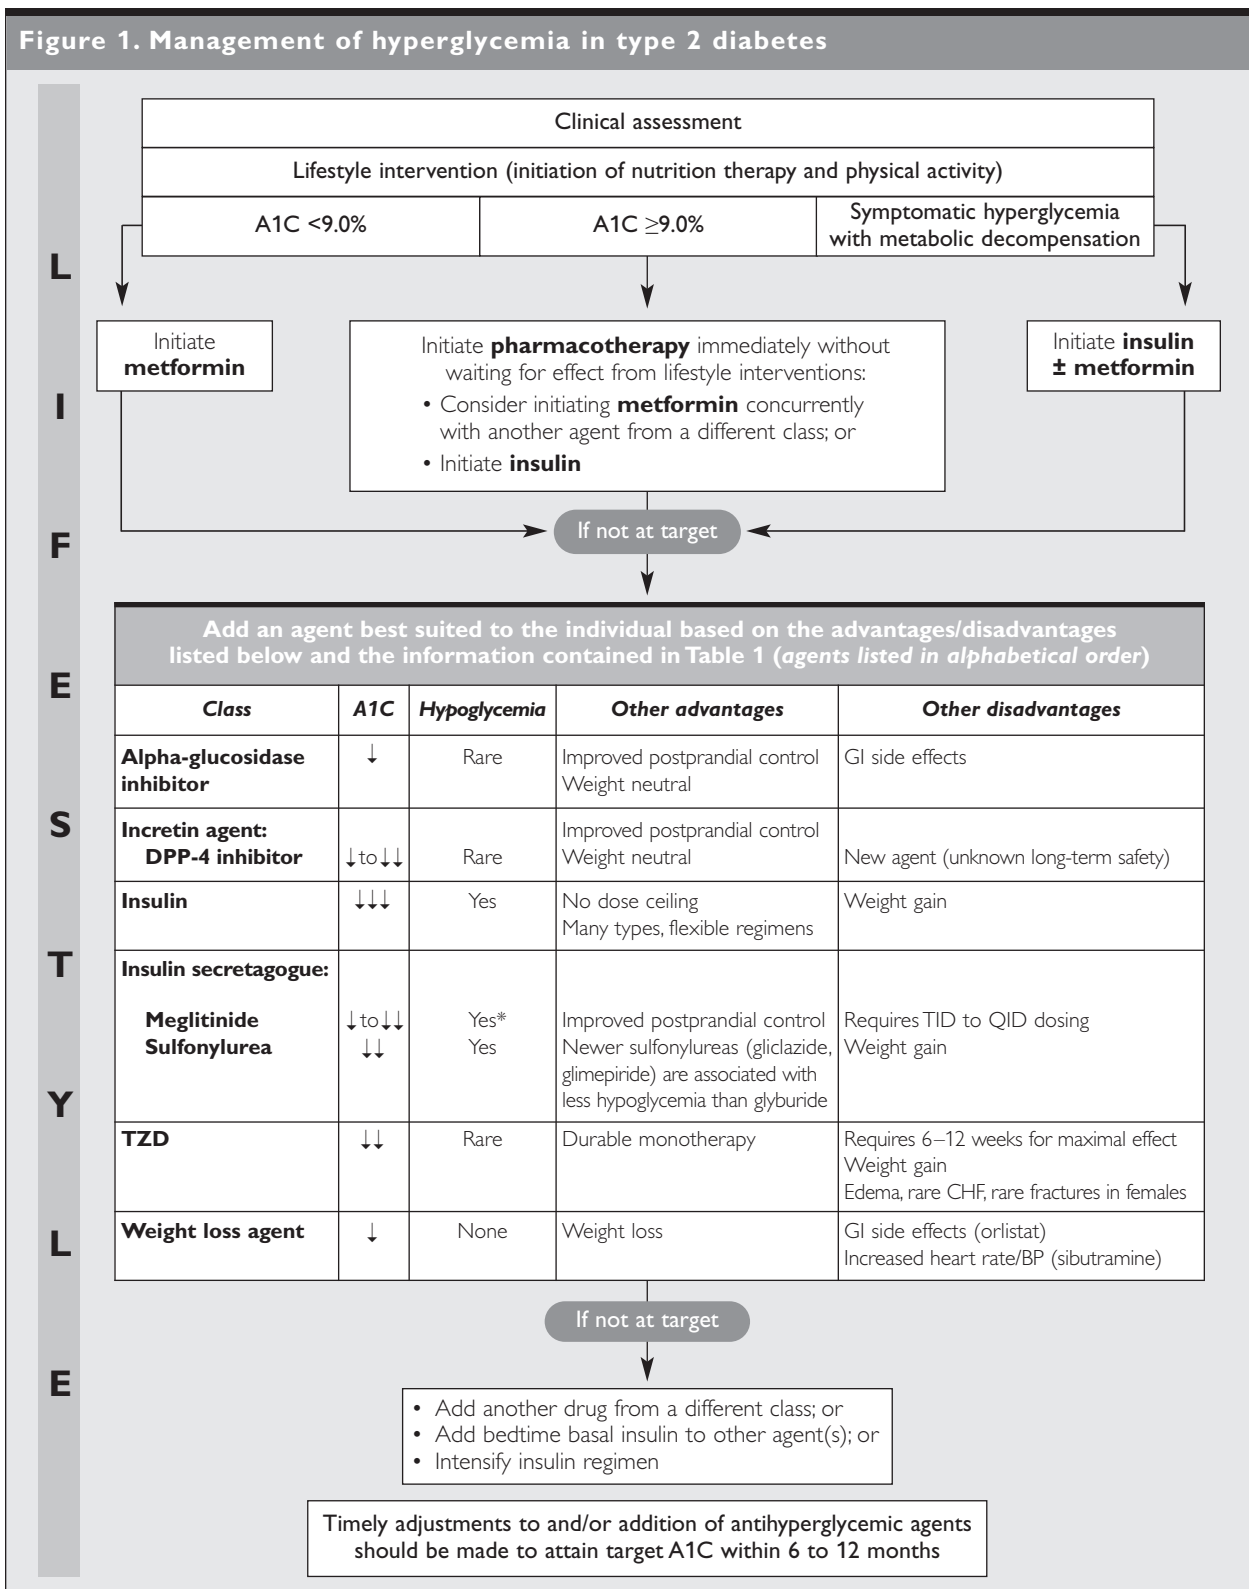 Figure 1. Management of hyperglycemia in type 2 diabetes
L
I
F
E
S
T
Y
L
E
Clinical assessment
Lifestyle intervention (initiation of nutrition therapy and physical activity)
A1C <9.0%
A1C ≥9.0%
Symptomatic hyperglycemia
with metabolic decompensation
Initiate
metformin
Initiate pharmacotherapy immediately without
waiting for effect from lifestyle interventions:
• Consider initiating metformin concurrently
with another agent from a different class; or
• Initiate insulin
Initiate insulin
± metformin
If not at target
Add an agent best suited to the individual based on the advantages/disadvantages
listed below and the information contained in Table 1 (agents listed in alphabetical order)
Class A1C Hypoglycemia Other advantages Other disadvantages
Alpha-glucosidase ↓ Rare Improved postprandial control GI side effects
inhibitor Weight neutral
Incretin agent: Improved postprandial control
DPP-4 inhibitor ↓to↓↓ Rare Weight neutral New agent (unknown long-term safety)
Insulin ↓↓↓ Yes No dose ceiling Weight gain
Many types, flexible regimens
Insulin secretagogue:
Meglitinide ↓to↓↓ Yes* Improved postprandial control Requires TID to QID dosing
Sulfonylurea ↓↓ Yes Newer sulfonylureas (gliclazide, Weight gain
glimepiride) are associated with
less hypoglycemia than glyburide
TZD ↓↓ Rare Durable monotherapy Requires 6–12 weeks for maximal effect
Weight gain
Edema, rare CHF, rare fractures in females
Weight loss agent ↓ None Weight loss GI side effects (orlistat)
Increased heart rate/BP (sibutramine)
If not at target
• Add another drug from a different class; or
• Add bedtime basal insulin to other agent(s); or
• Intensify insulin regimen
Timely adjustments to and/or addition of antihyperglycemic agents
should be made to attain target A1C within 6 to 12 months